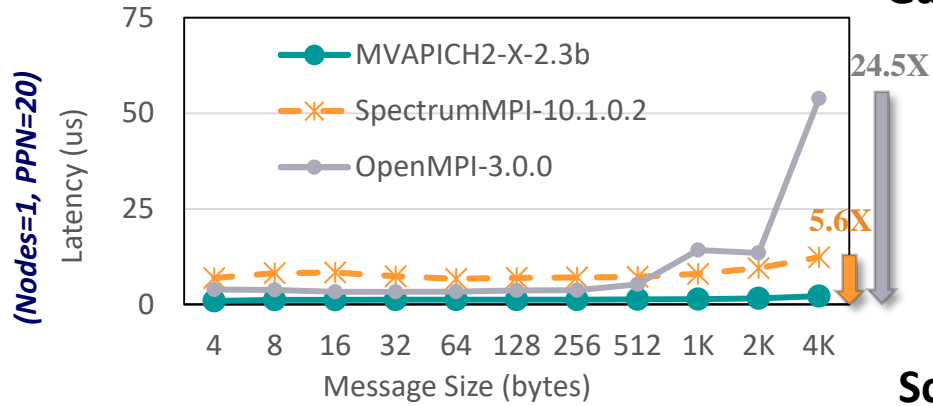 75
50
25
0
Latency (us)
(Nodes=1, PPN=20)
MVAPICH2-X-2.3b
SpectrumMPI-10.1.0.2
OpenMPI-3.0.0
24.5X
5.6X
4 8 16 32 64 128 256 512 1K 2K 4K
Message Size (bytes)